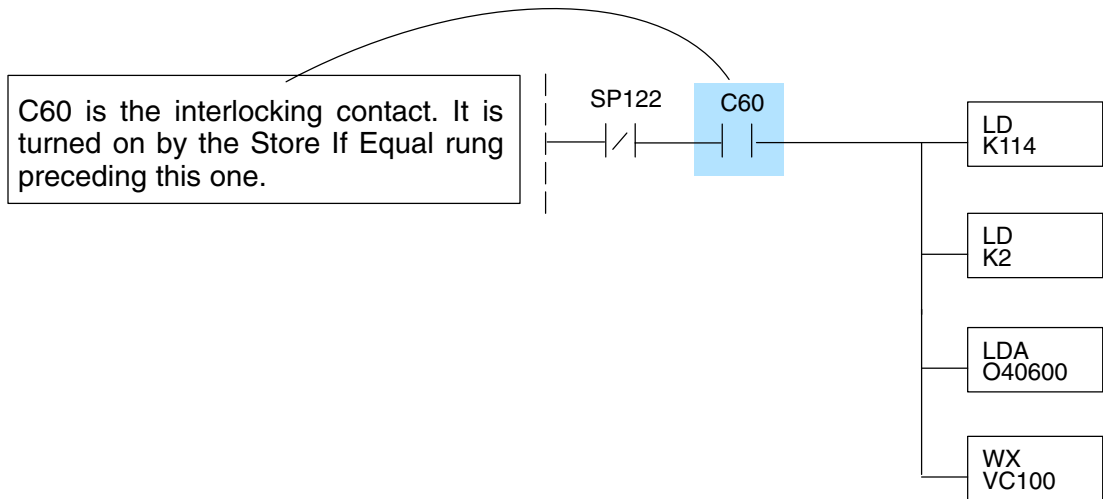 C60 is the interlocking contact. It is
turned on by the Store If Equal rung
preceding this one.
SP122
C60
LD
K114
LD
K2
LDA
O40600
WX
VC100